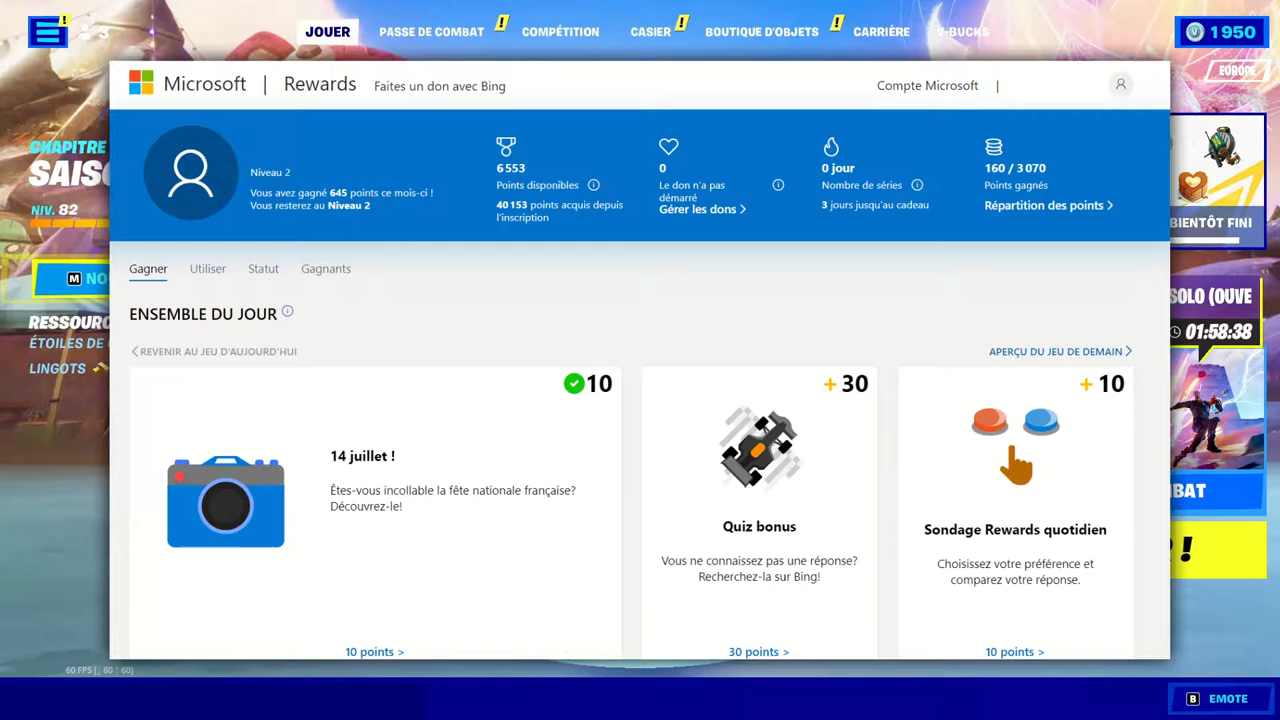 JOUER
PASSE DE COMBAT
COMPÉTITION
CASIER
BOUTIQUE D'OBJETS
CARRIÈRE
V-BUCKS
1950
EUROPE
Microsoft | Rewards
Faites un don avec Bing
Compte Microsoft |
CHAPITRE
NIV. 82
M
RESSOURC
ÉTOILES DE
LINGOTS
Niveau 2
Vous avez gagné 645 points ce mois-ci !
Vous resterez au Niveau 2
6 553
Points disponibles
40 153 points acquis depuis
l'inscription
0
Le don n'a pas
démarré
Gérer les dons >
0 jour
Nombre de séries
3 jours jusqu'au cadeau
160 / 3 070
Points gagnés
Répartition des points >
BIENTÔT FINI
Gagner
Utiliser
Statut
Gagnants
ENSEMBLE DU JOUR
< REVENIR AU JEU D'AUJOURD'HUI
APERÇU DU JEU DE DEMAIN >
10
14 juillet !
Êtes-vous incollable la fête nationale française?
Découvrez-le!
10 points >
+ 30
Quiz bonus
Vous ne connaissez pas une réponse?
Recherchez-la sur Bing!
30 points >
+ 10
Sondage Rewards quotidien
Choisissez votre préférence et
comparez votre réponse.
10 points >
SOLO (OUVE
01:58:38
BAT
!
60 FPS [ 60 : 60]
B EMOTE